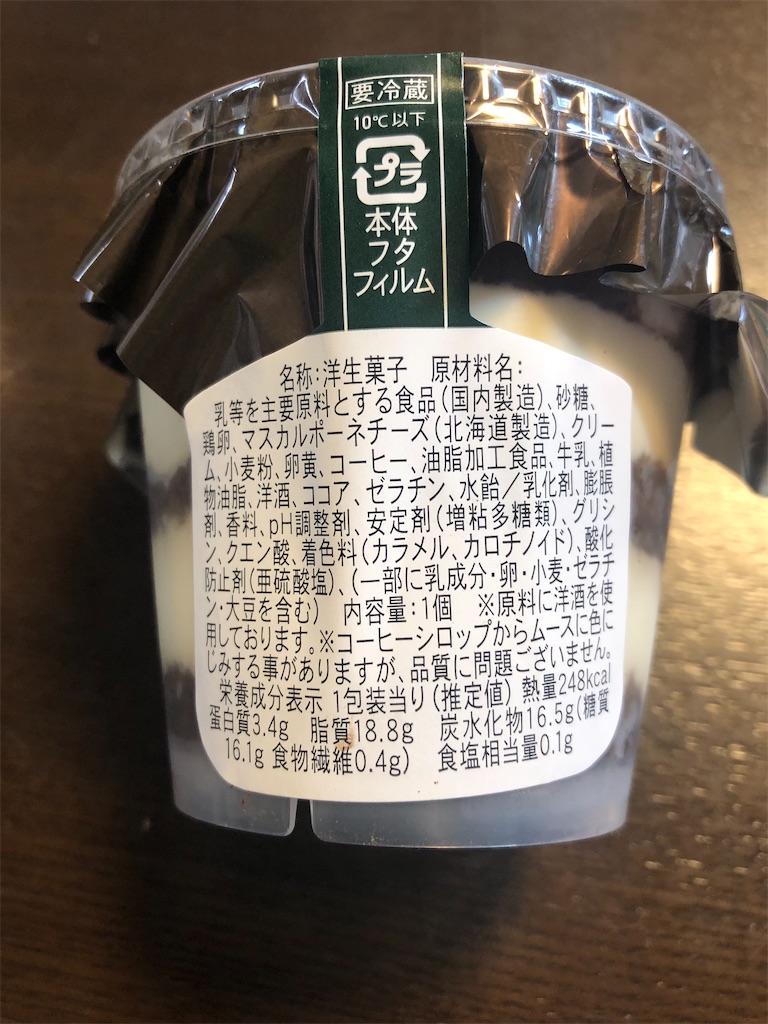 要冷蔵
10℃以下
プラ
本体
フタ
フィルム
名称:洋生菓子 原材料名:
乳等を主要原料とする食品(国内製造)、砂糖、
鶏卵、マスカルポーネチーズ(北海道製造)、クリー
ム、小麦粉、卵黄、コーヒー、油脂加工食品、牛乳、植
物油脂、洋酒、ココア、ゼラチン、水飴/乳化剤、膨脹
剤、香料、pH調整剤、安定剤(増粘多糖類)、グリシ
ン、クエン酸、着色料(カラメル、カロチノイド)、酸化
防止剤(亜硫酸塩)、(一部に乳成分・卵・小麦・ゼラチ
ン・大豆を含む) 内容量:1個 ※原料に洋酒を使
用しております。※コーヒーシロップからムースに色に
じみする事がありますが、品質に問題ございません。
栄養成分表示 1包装当り(推定値) 熱量248kcal
蛋白質3.4g 脂質18.8g 炭水化物16.5g(糖質
16.1g 食物繊維0.4g) 食塩相当量0.1g